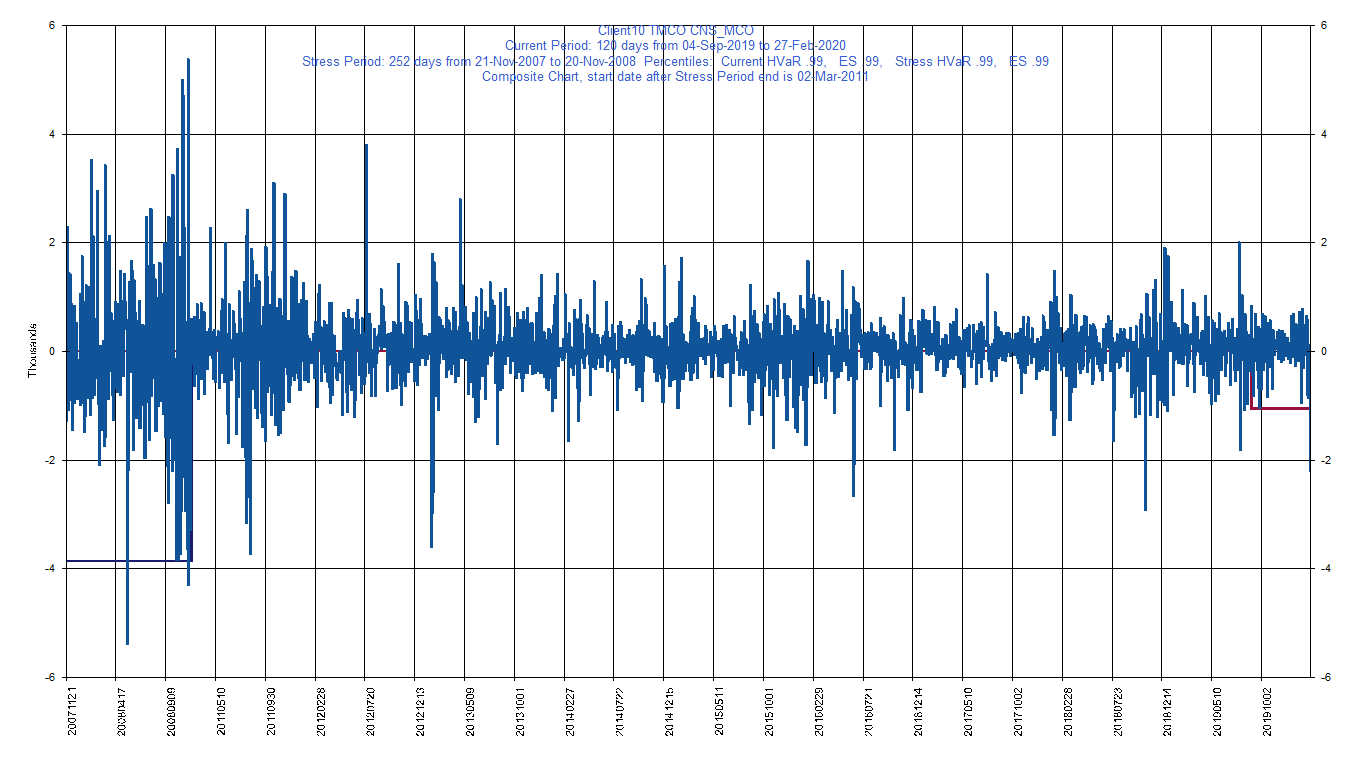 Client10 TMCO CNS_MCO
Current Period: 120 days from 04-Sep-2019 to 27-Feb-2020
Stress Period: 252 days from 21-Nov-2007 to 20-Nov-2008 Percentiles: Current HVaR .99, ES .99, Stress HVaR .99, ES .99
Composite Chart, start date after Stress Period end is 02-Mar-2011
6 6
4 4
2 2
0 0
-2 -2
-4 -4
-6 -6
Thousands
20071121 20080417 20080909 20110510 20110930 20120228 20120720 20121213 20130509 20131001 20140227 20140722 20141215 20150511 20151001 20160229 20160721 20161214 20170510 20171002 20180228 20180723 20181214 20190510 20191002